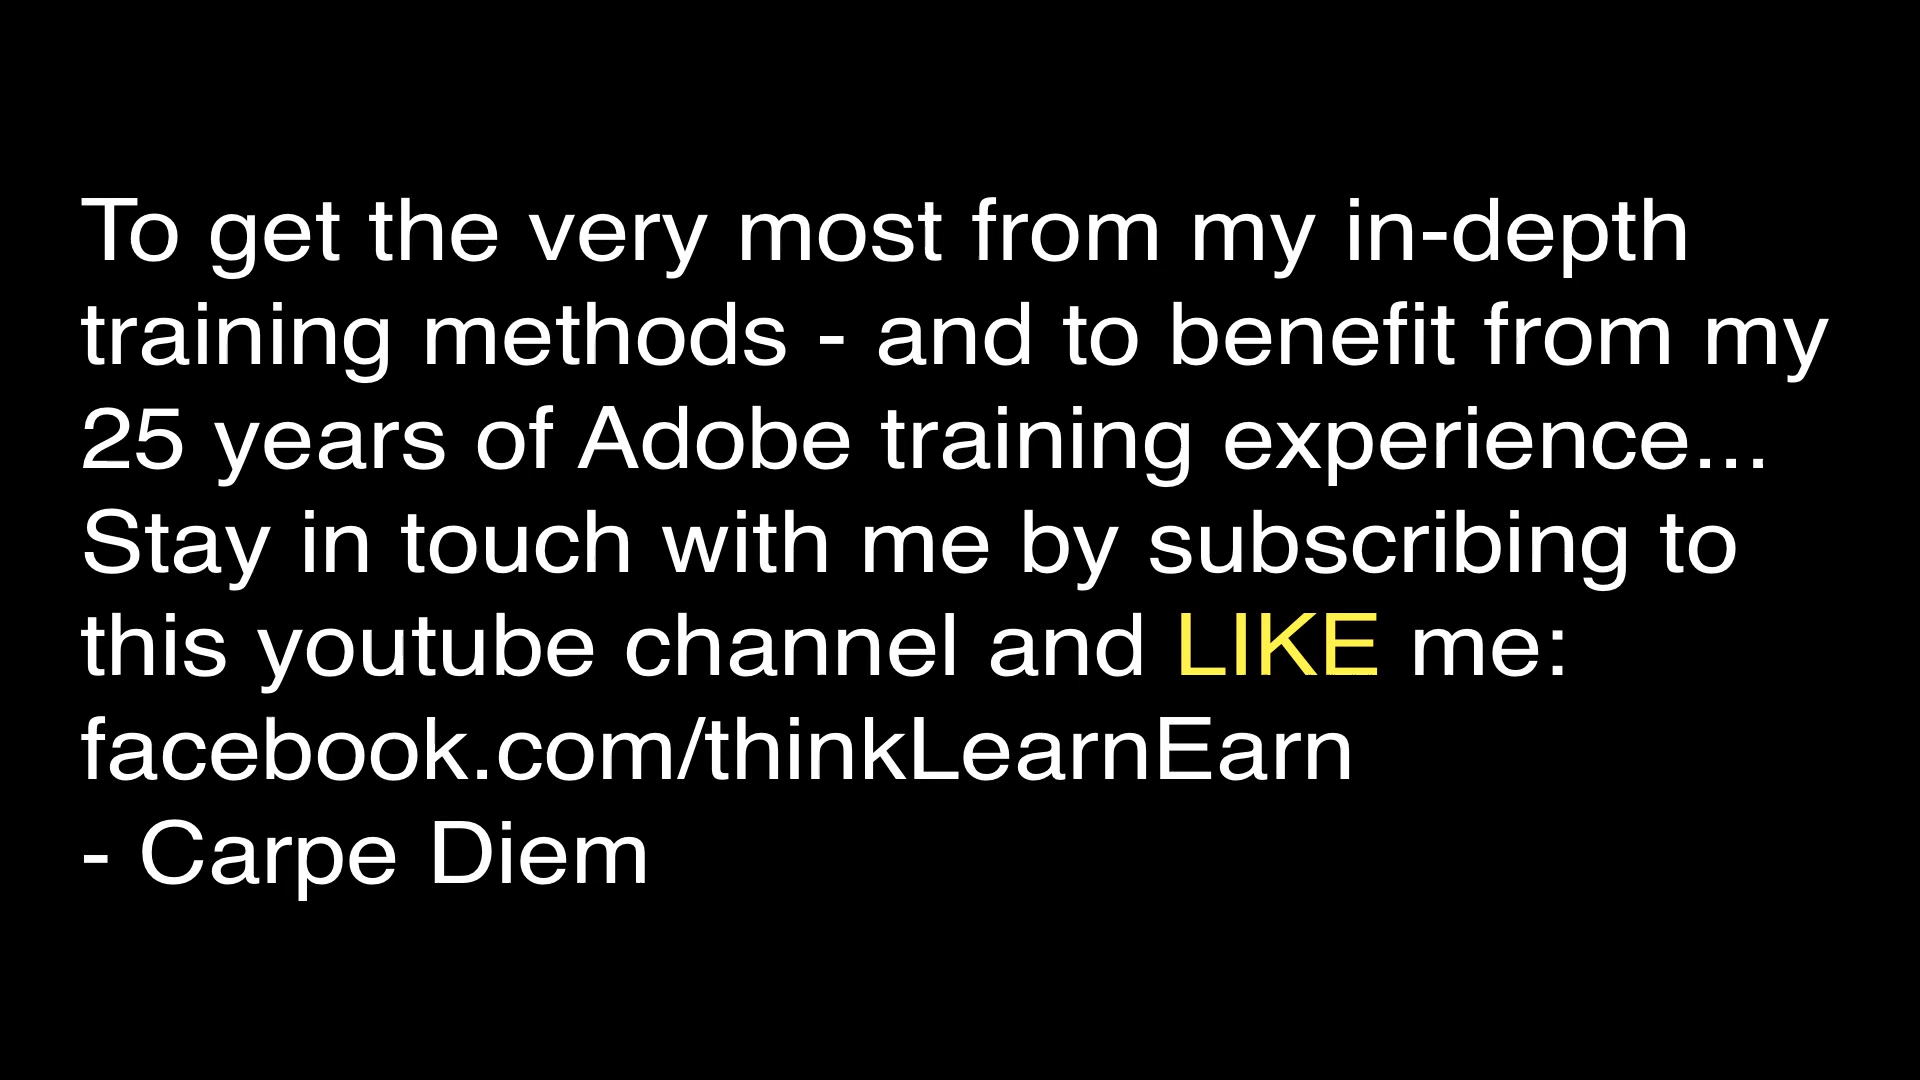 To get the very most from my in-depth
training methods - and to benefit from my
25 years of Adobe training experience...
Stay in touch with me by subscribing to
this youtube channel and LIKE me:
facebook.com/thinkLearnEarn
- Carpe Diem